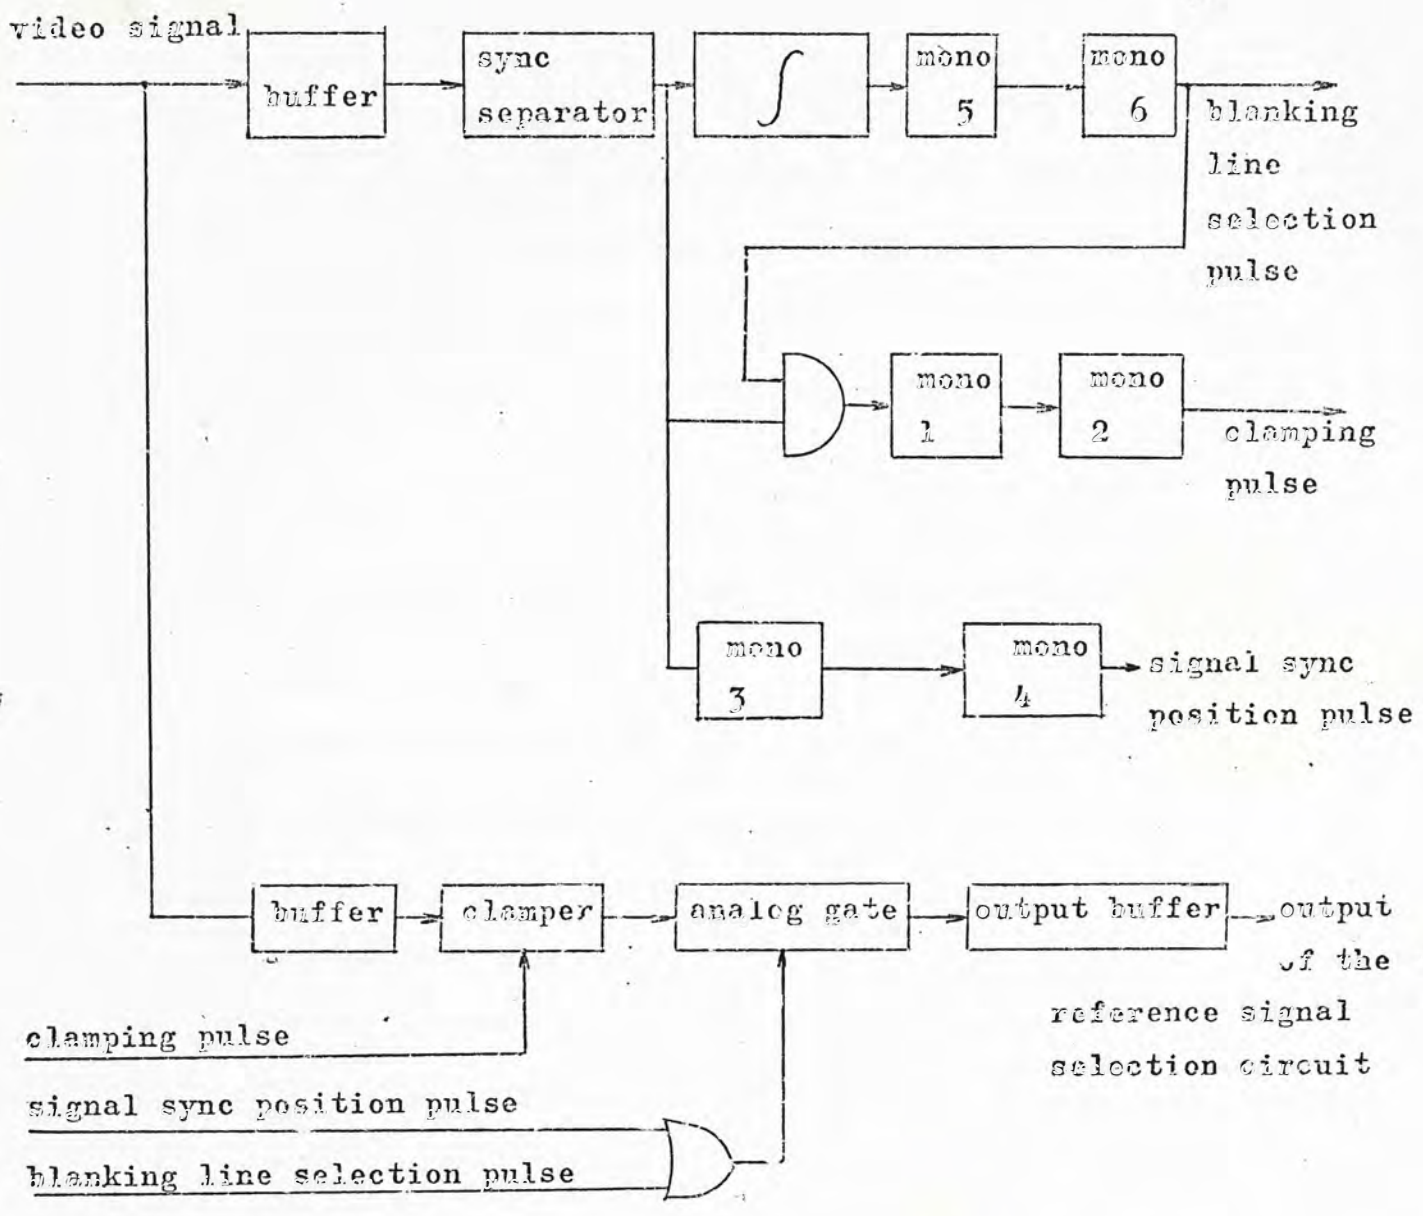 video signal
buffer
sync
separator
∫
mono
5
mono
6
blanking
line
selection
pulse
mono
1
mono
2
clamping
pulse
mono
3
mono
4
signal sync
position pulse
buffer
clamper
analog gate
output buffer
output
of the
reference signal
selection circuit
clamping pulse
signal sync position pulse
blanking line selection pulse